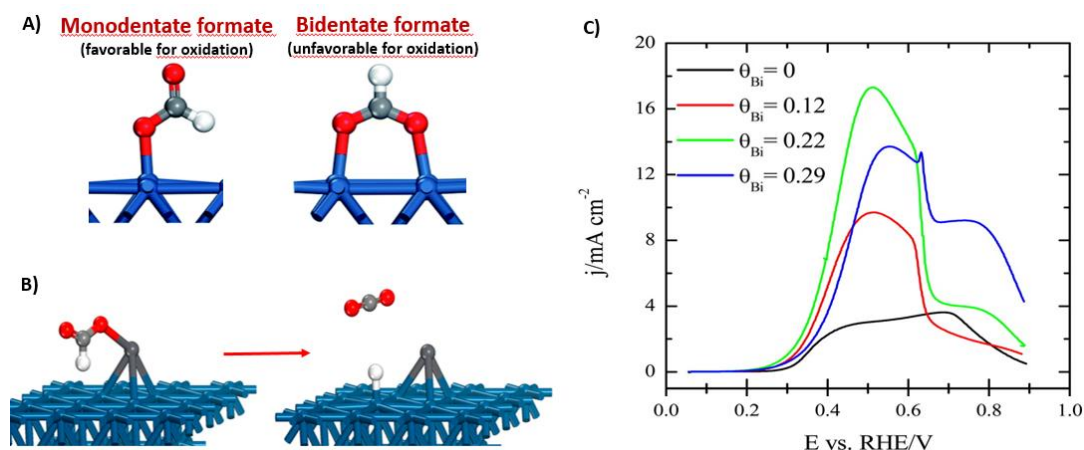 A)
Monodentate formate
(favorable for oxidation)
Bidentate formate
(unfavorable for oxidation)
B)
C)
20
16
12
8
4
0
j/mA cm-2
θBi= 0
θBi= 0.12
θBi= 0.22
θBi= 0.29
0.0 0.2 0.4 0.6 0.8 1.0
E vs. RHE/V